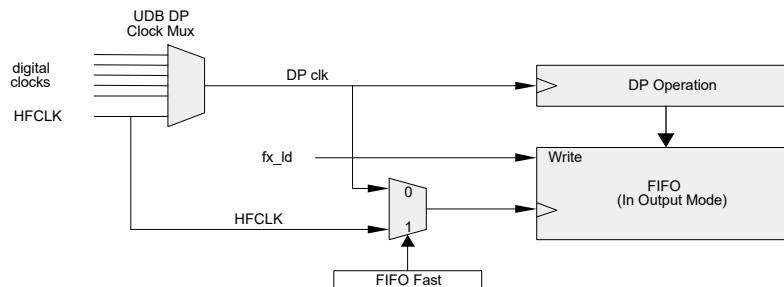 UDB DP
Clock Mux
digital
clocks
DP clk
DP Operation
HFCLK
fx_ld
Write
0
FIFO
(In Output Mode)
HFCLK
1
FIFO Fast